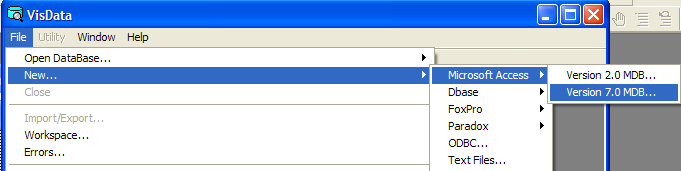 VisData
File Utility Window Help
Open DataBase...
New... Microsoft Access Version 2.0 MDB...
Close Dbase Version 7.0 MDB...
FoxPro
Import/Export... Paradox
Workspace... ODBC...
Errors... Text Files...